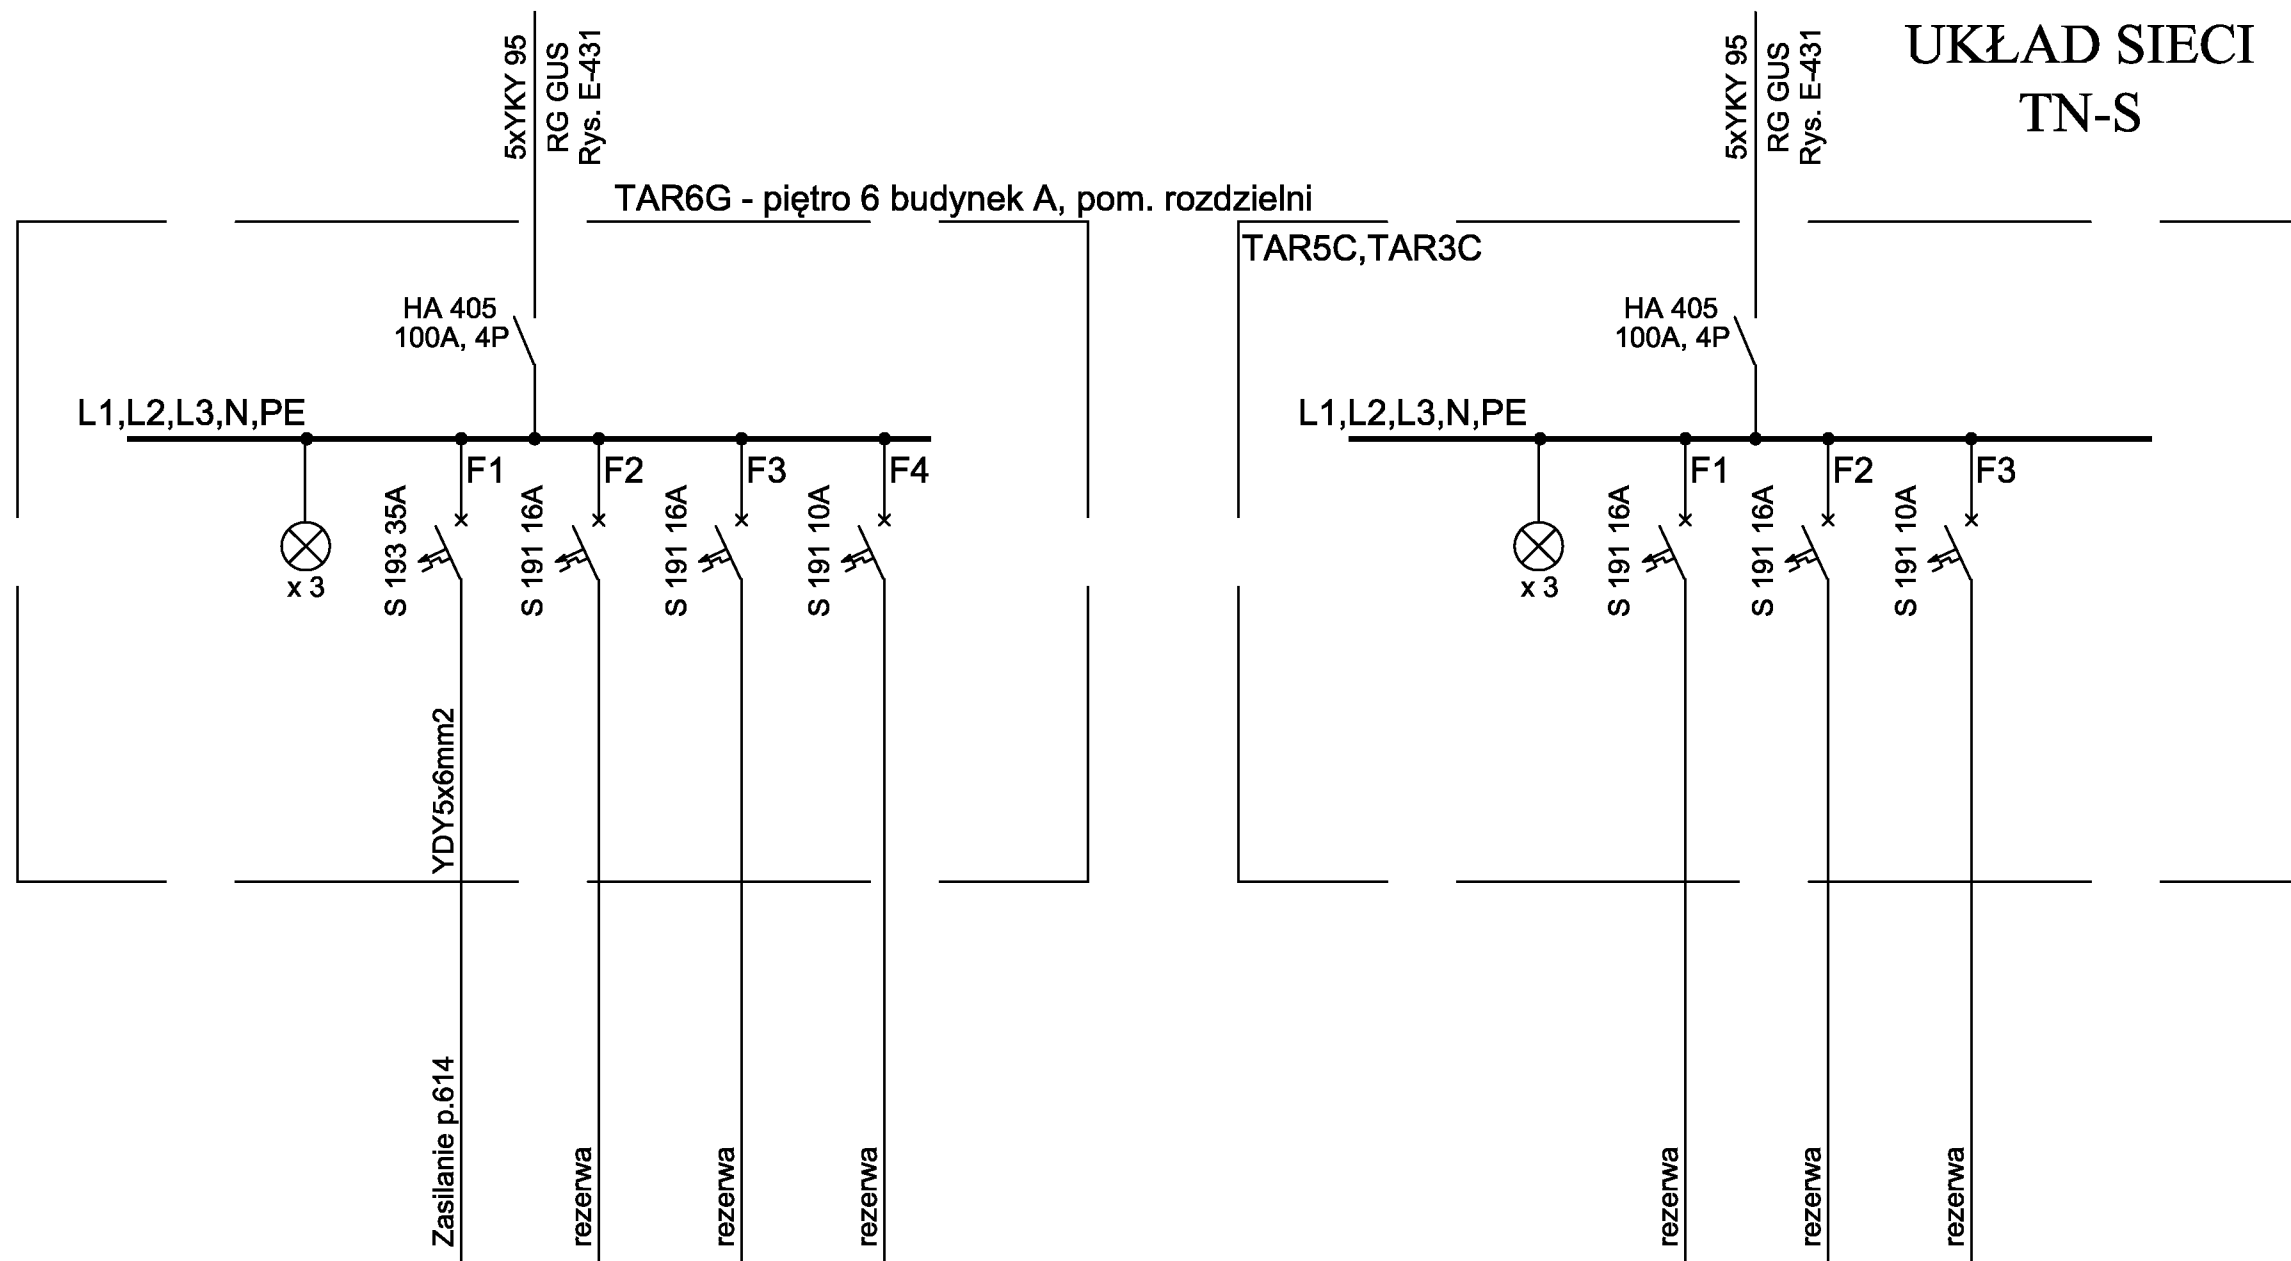 UKŁAD SIECI
TN-S
5xYKY 95
RG GUS
Rys. E-431
TAR6G - piętro 6 budynek A, pom. rozdzielni
HA 405
100A, 4P
L1,L2,L3,N,PE
x 3
F1
S 193 35A
F2
S 191 16A
F3
S 191 16A
F4
S 191 10A
YDY5x6mm2
Zasilanie p.614
rezerwa
rezerwa
rezerwa
5xYKY 95
RG GUS
Rys. E-431
TAR5C,TAR3C
HA 405
100A, 4P
L1,L2,L3,N,PE
x 3
F1
S 191 16A
F2
S 191 16A
F3
S 191 10A
rezerwa
rezerwa
rezerwa